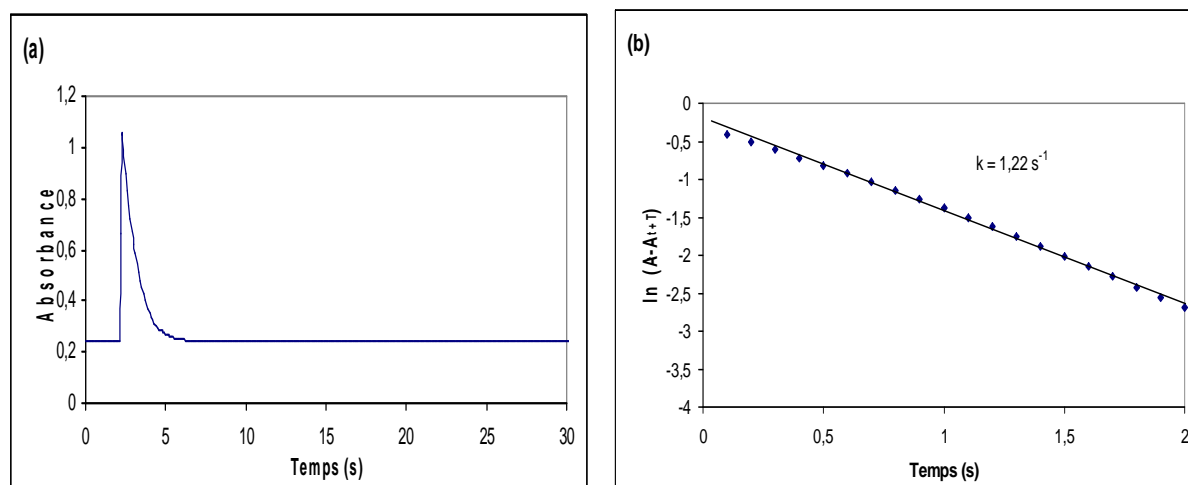 (a)
1,2
1
0,8
0,6
0,4
0,2
0
Absorbance
0 5 10 15 20 25 30
Temps (s)
(b)
0
-0,5
-1
-1,5
-2
-2,5
-3
-3,5
-4
ln (A-At+T)
k = 1,22 s-1
0 0,5 1 1,5 2
Temps (s)